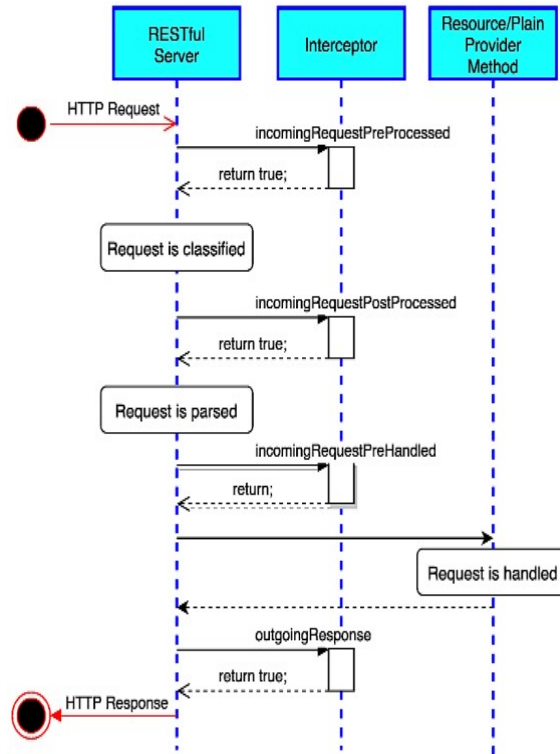 RESTful
Server
Interceptor
Resource/Plain
Provider
Method
HTTP Request
incomingRequestPreProcessed
return true;
Request is classified
incomingRequestPostProcessed
return true;
Request is parsed
incomingRequestPreHandled
return;
Request is handled
outgoingResponse
return true;
HTTP Response